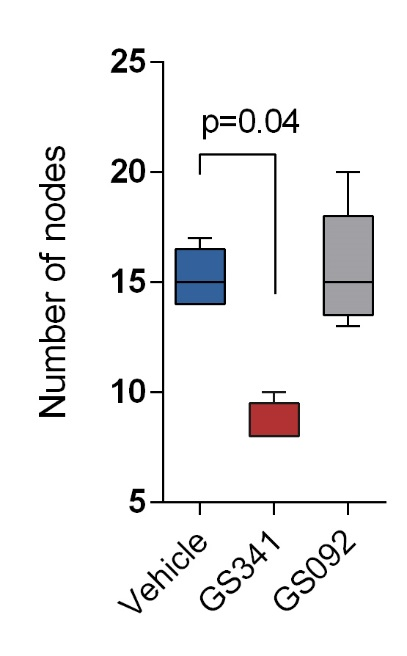 25
p=0.04
20
Number of nodes
15
10
5
Vehicle
GS341
GS092